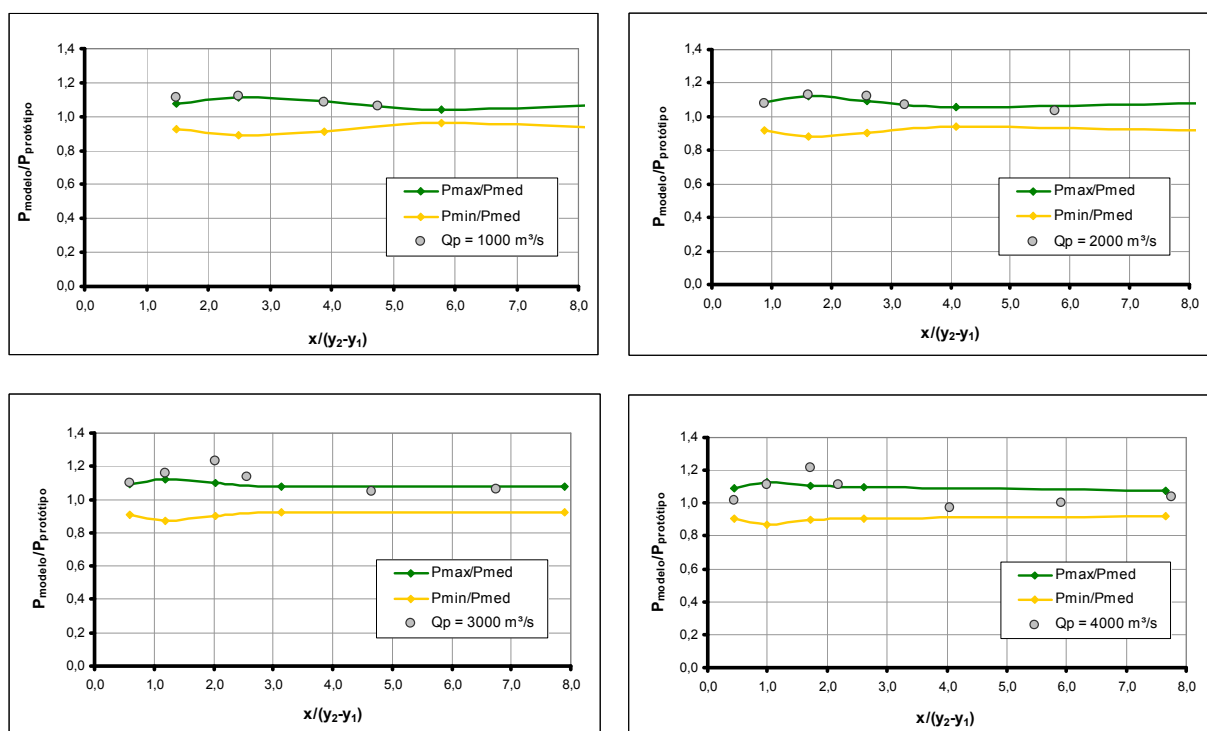 1,4
1,2
1,0
0,8
0,6
0,4
0,2
0,0
P_modelo/P_protótipo
Pmax/Pmed
Pmin/Pmed
Qp = 1000 m³/s
0,0 1,0 2,0 3,0 4,0 5,0 6,0 7,0 8,0
x/(y₂-y₁)
1,4
1,2
1,0
0,8
0,6
0,4
0,2
0,0
P_modelo/P_protótipo
Pmax/Pmed
Pmin/Pmed
Qp = 2000 m³/s
0,0 1,0 2,0 3,0 4,0 5,0 6,0 7,0 8,0
x/(y₂-y₁)
1,4
1,2
1,0
0,8
0,6
0,4
0,2
0,0
P_modelo/P_protótipo
Pmax/Pmed
Pmin/Pmed
Qp = 3000 m³/s
0,0 1,0 2,0 3,0 4,0 5,0 6,0 7,0 8,0
x/(y₂-y₁)
1,4
1,2
1,0
0,8
0,6
0,4
0,2
0,0
P_modelo/P_protótipo
Pmax/Pmed
Pmin/Pmed
Qp = 4000 m³/s
0,0 1,0 2,0 3,0 4,0 5,0 6,0 7,0 8,0
x/(y₂-y₁)